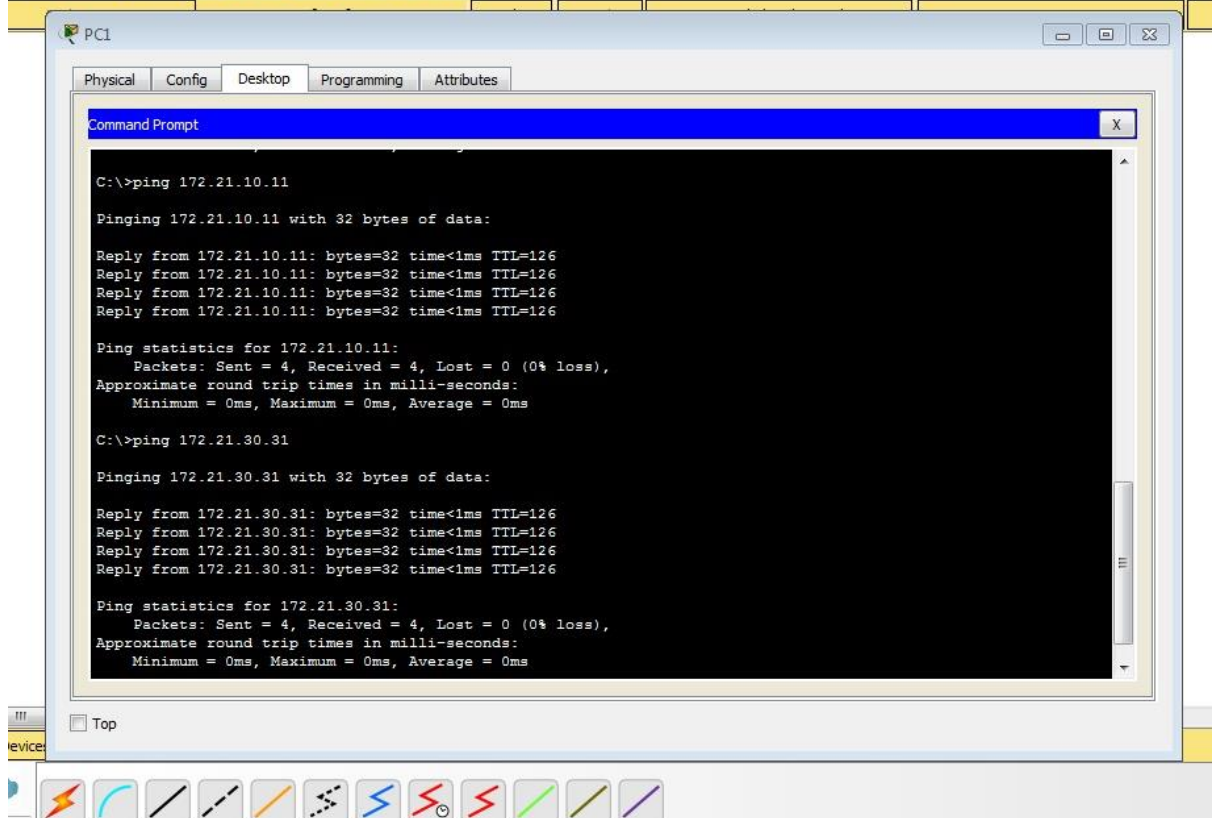 PC1
Physical Config Desktop Programming Attributes
Command Prompt
X
C:\>ping 172.21.10.11
Pinging 172.21.10.11 with 32 bytes of data:
Reply from 172.21.10.11: bytes=32 time<1ms TTL=126
Reply from 172.21.10.11: bytes=32 time<1ms TTL=126
Reply from 172.21.10.11: bytes=32 time<1ms TTL=126
Reply from 172.21.10.11: bytes=32 time<1ms TTL=126
Ping statistics for 172.21.10.11:
Packets: Sent = 4, Received = 4, Lost = 0 (0% loss),
Approximate round trip times in milli-seconds:
Minimum = 0ms, Maximum = 0ms, Average = 0ms
C:\>ping 172.21.30.31
Pinging 172.21.30.31 with 32 bytes of data:
Reply from 172.21.30.31: bytes=32 time<1ms TTL=126
Reply from 172.21.30.31: bytes=32 time<1ms TTL=126
Reply from 172.21.30.31: bytes=32 time<1ms TTL=126
Reply from 172.21.30.31: bytes=32 time<1ms TTL=126
Ping statistics for 172.21.30.31:
Packets: Sent = 4, Received = 4, Lost = 0 (0% loss),
Approximate round trip times in milli-seconds:
Minimum = 0ms, Maximum = 0ms, Average = 0ms
Top